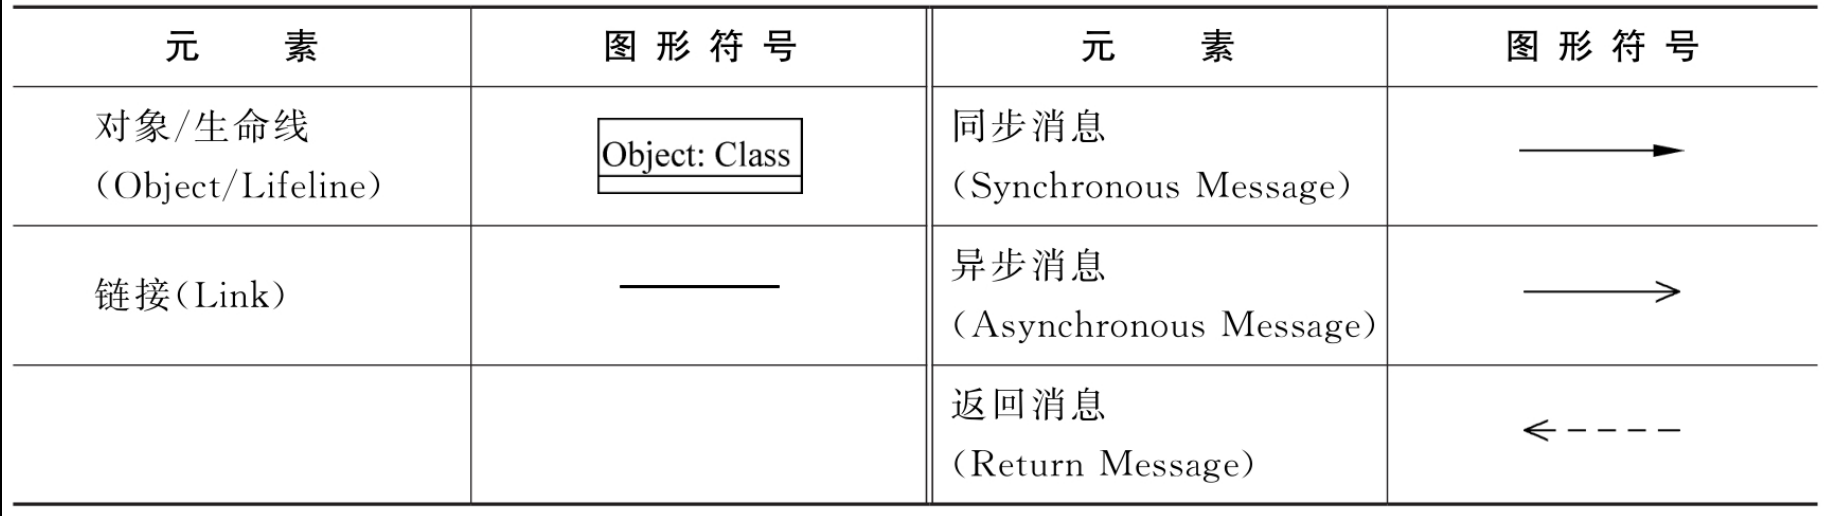 元 素 图 形 符 号 元 素 图 形 符 号
对象/生命线
(Object/Lifeline)
Object: Class
同步消息
(Synchronous Message)
链接(Link)
异步消息
(Asynchronous Message)
返回消息
(Return Message)